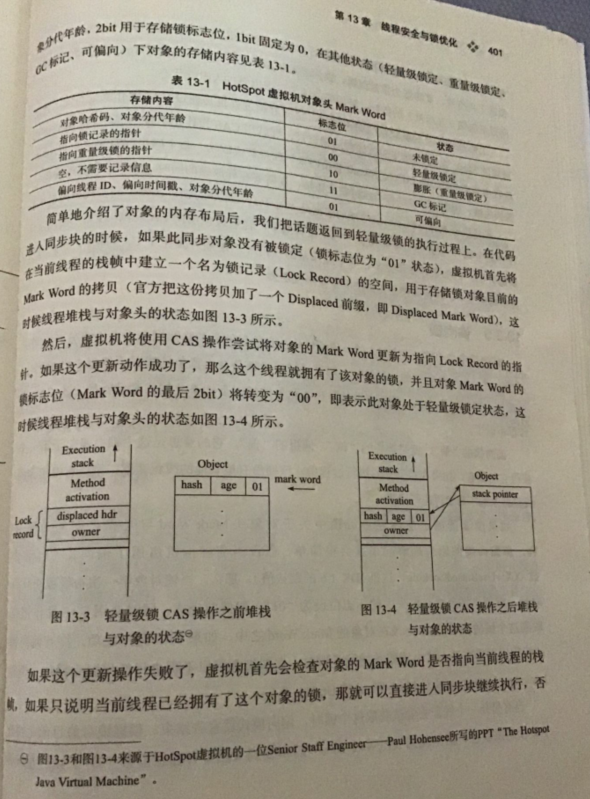 第 13 章 线程安全与锁优化 401
象分代年龄，2bit 用于存储锁标志位，1bit 固定为 0，在其他状态（轻量级锁定、重量级锁定、
GC 标记、可偏向）下对象的存储内容见表 13-1。
表 13-1 HotSpot 虚拟机对象头 Mark Word
存储内容 标志位 状态
对象哈希码、对象分代年龄 01 未锁定
指向锁记录的指针 00 轻量级锁定
指向重量级锁的指针 10 膨胀（重量级锁定）
空，不需要记录信息 11 GC 标记
偏向线程 ID、偏向时间戳、对象分代年龄 01 可偏向
简单地介绍了对象的内存布局后，我们把话题返回到轻量级锁的执行过程上。在代码
进入同步块的时候，如果此同步对象没有被锁定（锁标志位为“01”状态），虚拟机首先将
在当前线程的栈帧中建立一个名为锁记录（Lock Record）的空间，用于存储锁对象目前的
Mark Word 的拷贝（官方把这份拷贝加了一个 Displaced 前缀，即 Displaced Mark Word），这
时候线程堆栈与对象头的状态如图 13-3 所示。
然后，虚拟机将使用 CAS 操作尝试将对象的 Mark Word 更新为指向 Lock Record 的指
针。如果这个更新动作成功了，那么这个线程就拥有了该对象的锁，并且对象 Mark Word 的
锁标志位（Mark Word 的最后 2bit）将转变为“00”，即表示此对象处于轻量级锁定状态，这
时候线程堆栈与对象头的状态如图 13-4 所示。
Execution
stack
Method
activation
Lock
record
displaced hdr
owner
Object
hash age 01
mark word
Execution
stack
Method
activation
hash age 01
owner
Object
stack pointer
图 13-3 轻量级锁 CAS 操作之前堆栈
与对象的状态㊀
图 13-4 轻量级锁 CAS 操作之后堆栈
与对象的状态
如果这个更新操作失败了，虚拟机首先会检查对象的 Mark Word 是否指向当前线程的栈
帧，如果只说明当前线程已经拥有了这个对象的锁，那就可以直接进入同步块继续执行，否
㊀ 图13-3和图13-4来源于HotSpot虚拟机的一位Senior Staff Engineer——Paul Hohensee所写的PPT“The Hotspot
Java Virtual Machine”。